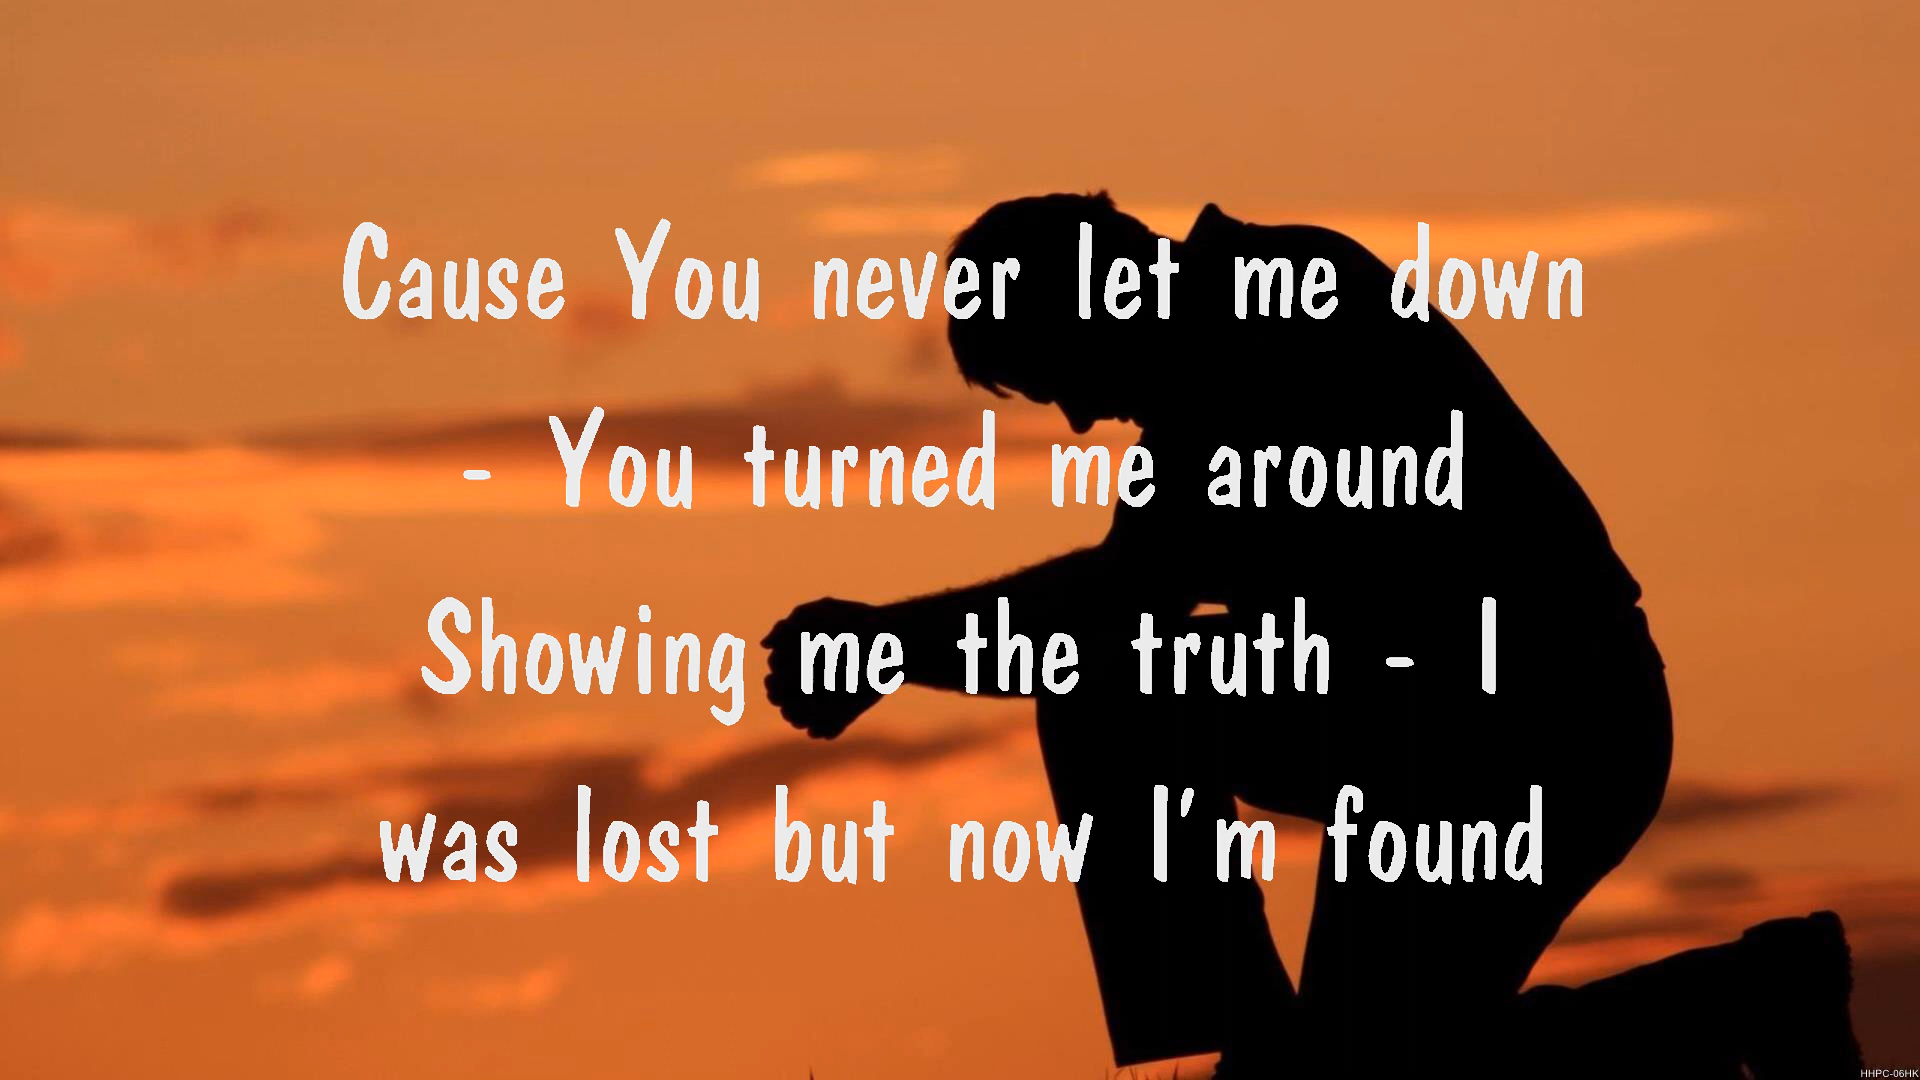 Cause You never let me down
- You turned me around
Showing me the truth - I
was lost but now I'm found
HHPC-06HK